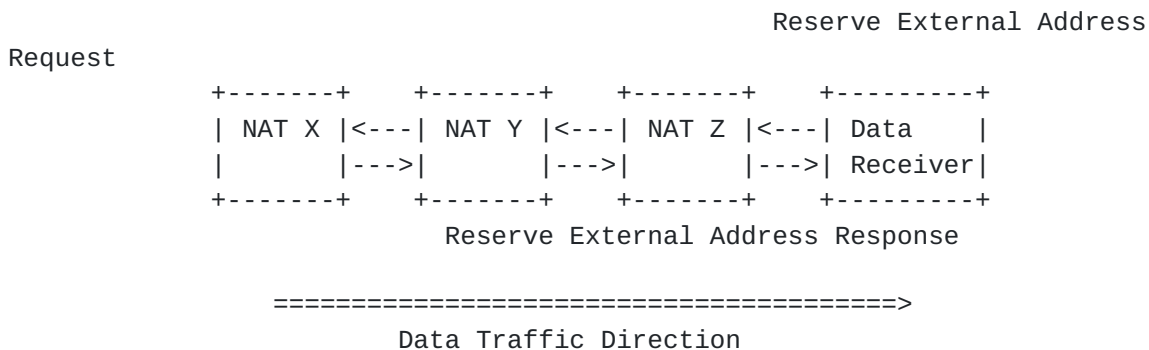 Reserve External Address
Request
             +-------+    +-------+    +-------+    +---------+
             | NAT X |<---| NAT Y |<---| NAT Z |<---| Data    |
             |       |--->|       |--->|       |--->| Receiver|
             +-------+    +-------+    +-------+    +---------+
                            Reserve External Address Response

                 ========================================>
                         Data Traffic Direction